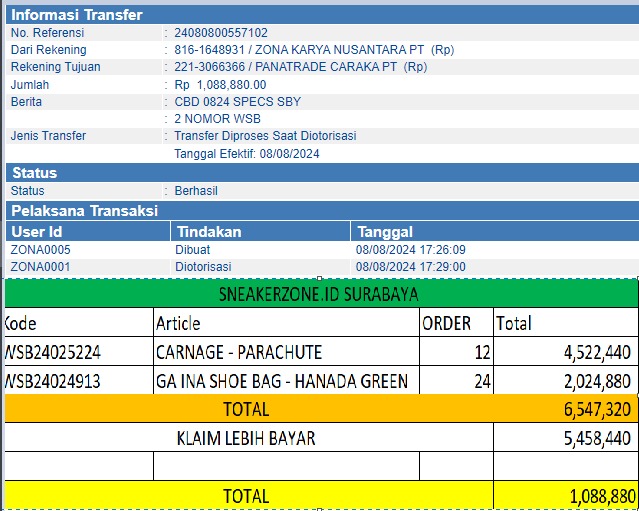 Informasi Transfer
No. Referensi : 24080800557102
Dari Rekening : 816-1648931 / ZONA KARYA NUSANTARA PT (Rp)
Rekening Tujuan : 221-3066366 / PANATRADE CARAKA PT (Rp)
Jumlah : Rp 1,088,880.00
Berita : CBD 0824 SPECS SBY
: 2 NOMOR WSB
Jenis Transfer : Transfer Diproses Saat Diotorisasi
Tanggal Efektif: 08/08/2024
Status
Status : Berhasil
Pelaksana Transaksi
User Id Tindakan Tanggal
ZONA0005 Dibuat 08/08/2024 17:26:09
ZONA0001 Diotorisasi 08/08/2024 17:29:00
SNEAKERZONE.ID SURABAYA
Kode Article ORDER Total
WSB24025224 CARNAGE - PARACHUTE 12 4,522,440
WSB24024913 GA INA SHOE BAG - HANADA GREEN 24 2,024,880
TOTAL 6,547,320
KLAIM LEBIH BAYAR 5,458,440
TOTAL 1,088,880